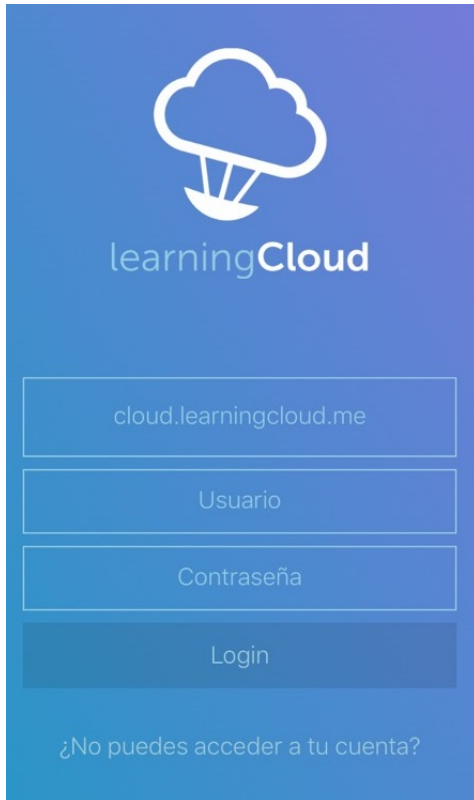 learningCloud
cloud.learningcloud.me
Usuario
Contraseña
Login
¿No puedes acceder a tu cuenta?